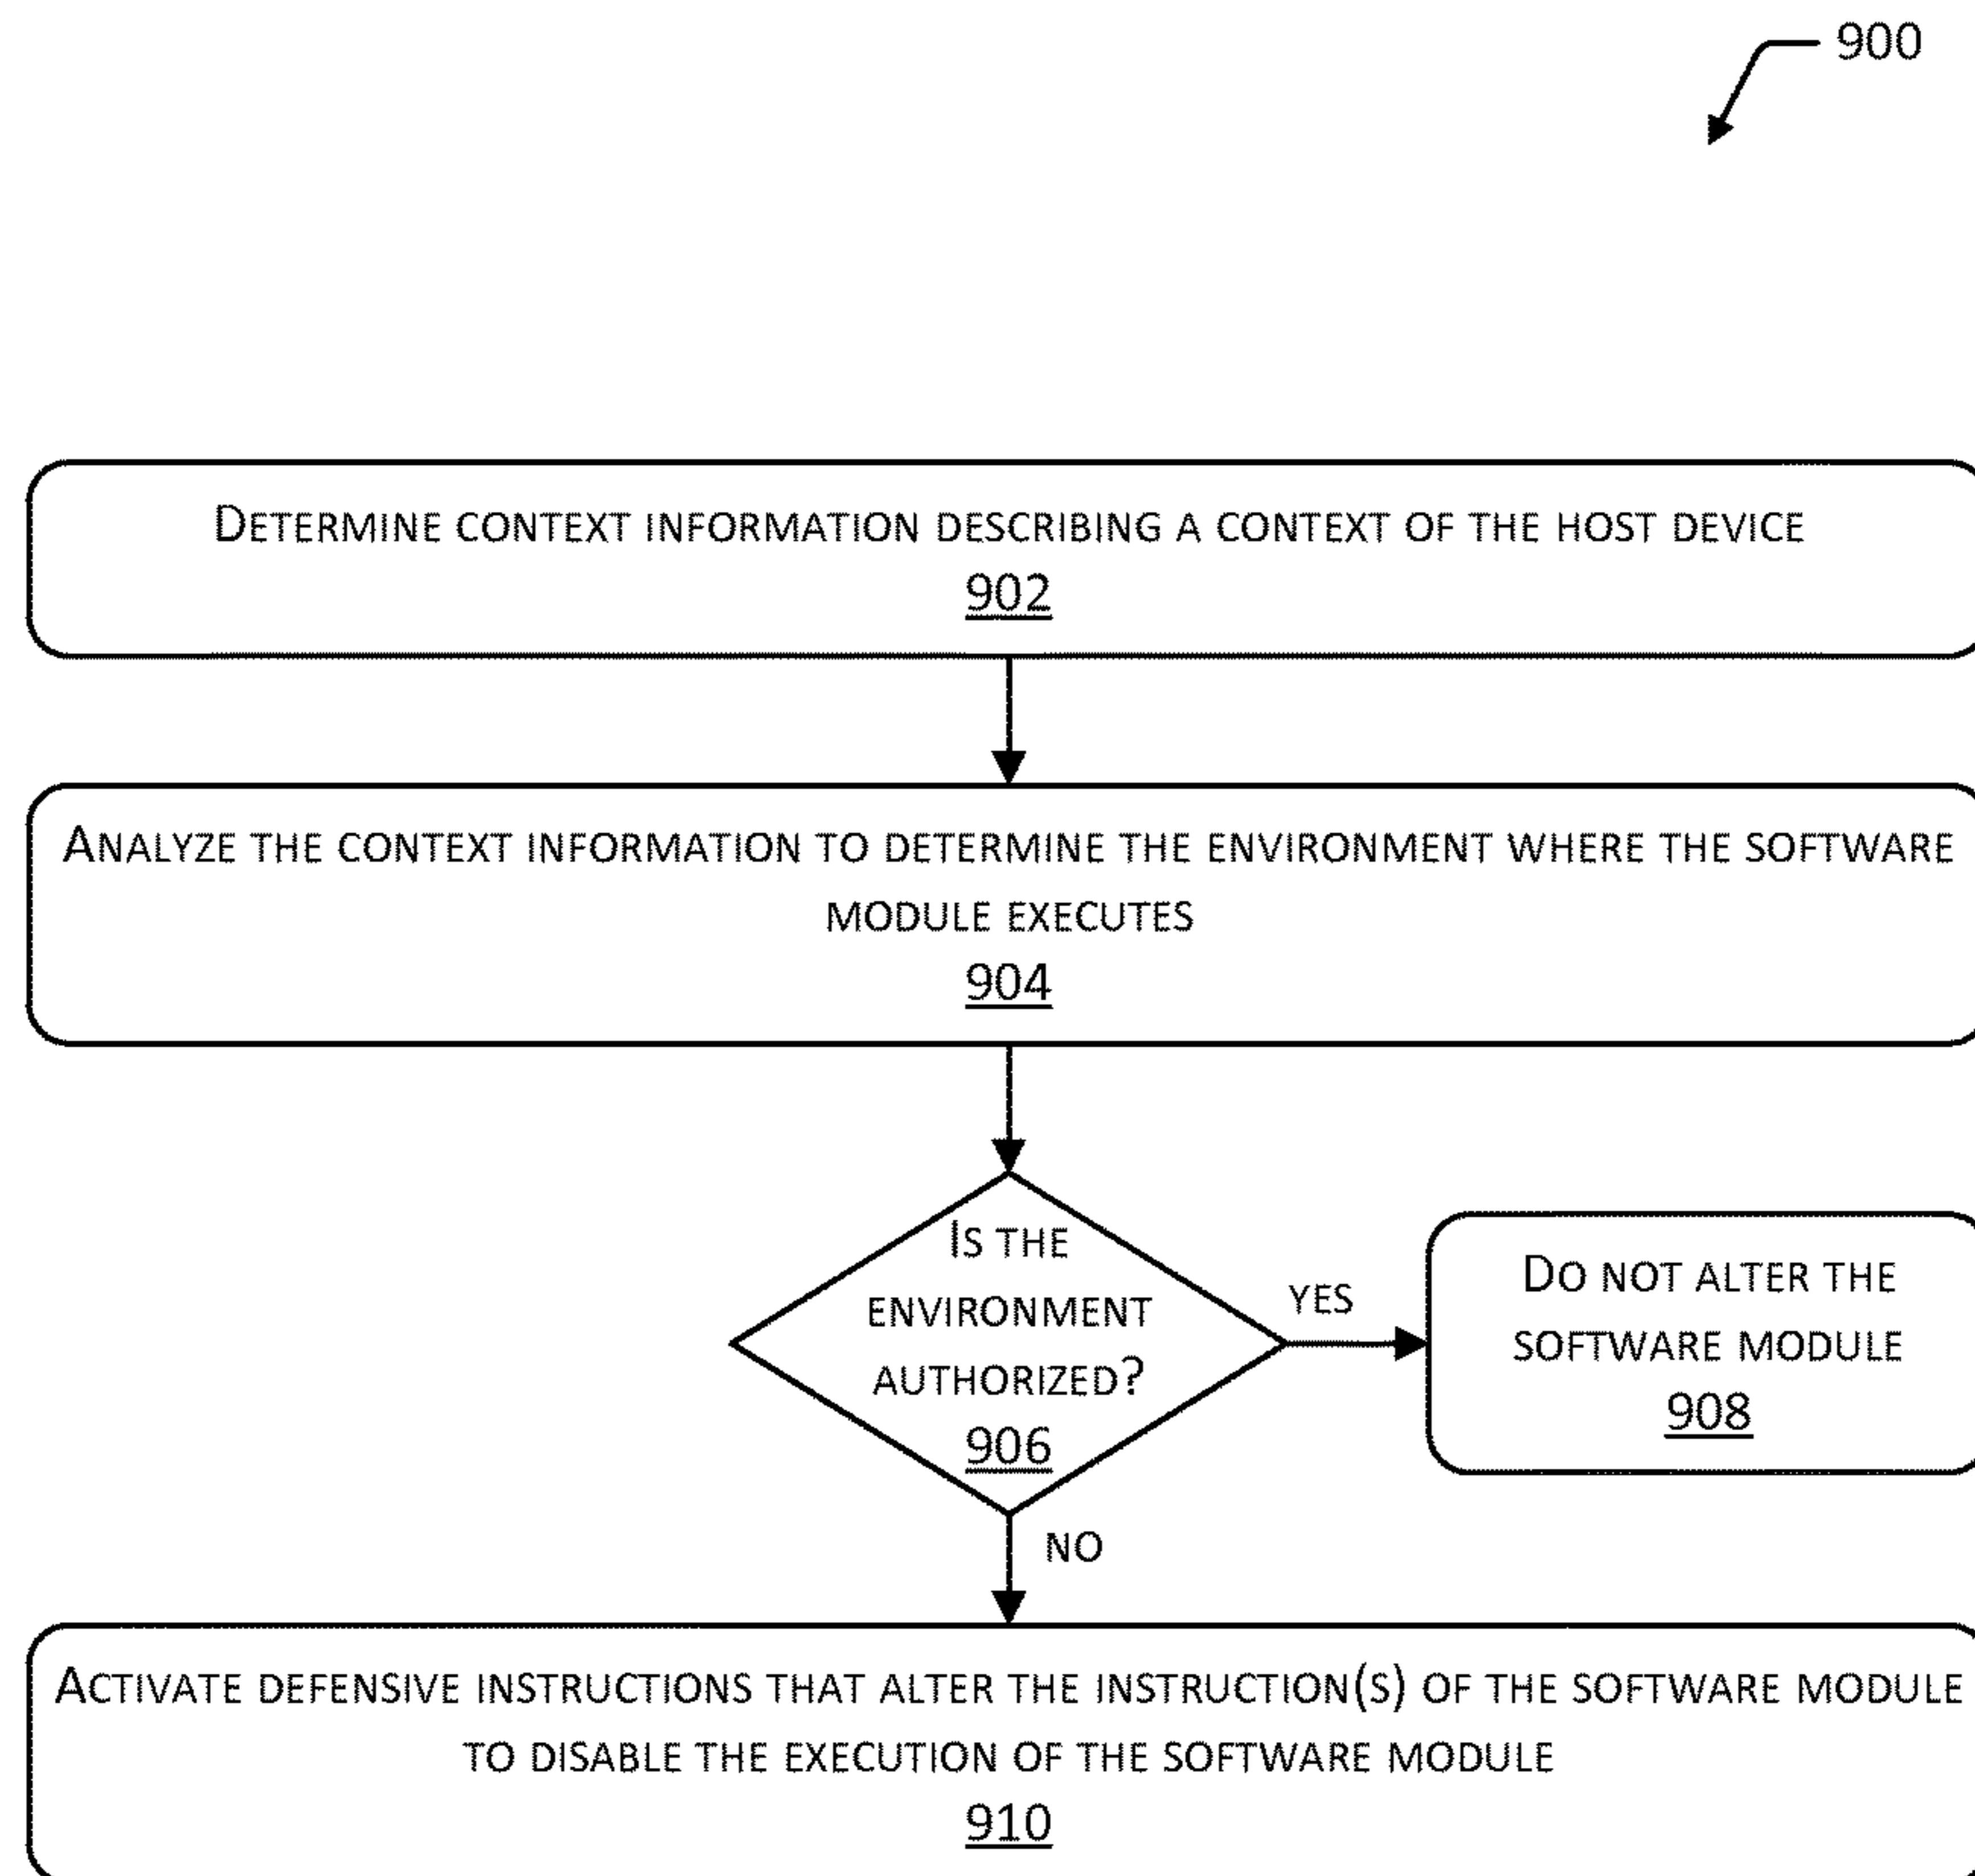 900
DETERMINE CONTEXT INFORMATION DESCRIBING A CONTEXT OF THE HOST DEVICE
902
ANALYZE THE CONTEXT INFORMATION TO DETERMINE THE ENVIRONMENT WHERE THE SOFTWARE
MODULE EXECUTES
904
IS THE
ENVIRONMENT
AUTHORIZED?
906
YES
DO NOT ALTER THE
SOFTWARE MODULE
908
NO
ACTIVATE DEFENSIVE INSTRUCTIONS THAT ALTER THE INSTRUCTION(S) OF THE SOFTWARE MODULE
TO DISABLE THE EXECUTION OF THE SOFTWARE MODULE
910